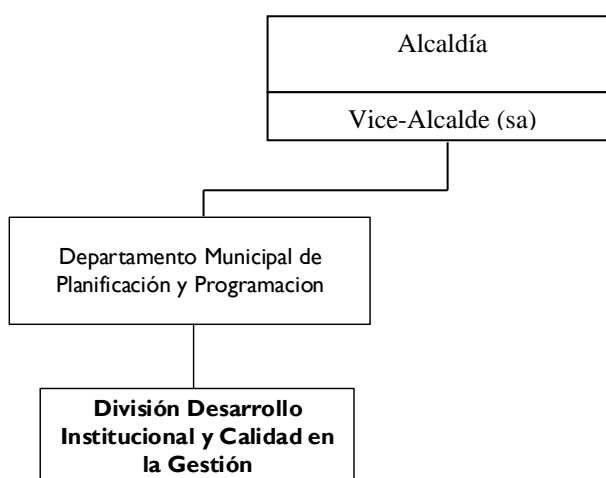 Alcaldía
Vice-Alcalde (sa)
Departamento Municipal de
Planificación y Programacion
División Desarrollo
Institucional y Calidad en
la Gestión